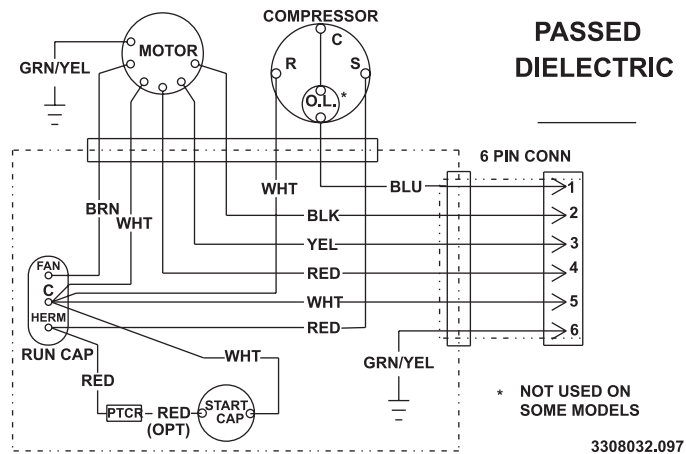 COMPRESSOR
PASSED
DIELECTRIC
MOTOR
GRN/YEL
C
R
S
O.L. *
6 PIN CONN
WHT
BLU
1
BRN
WHT
BLK
2
YEL
3
FAN
RED
4
C
WHT
5
HERM
RED
6
RUN CAP
WHT
GRN/YEL
RED
PTCR
RED
(OPT)
START
CAP
* NOT USED ON
SOME MODELS
3308032.097